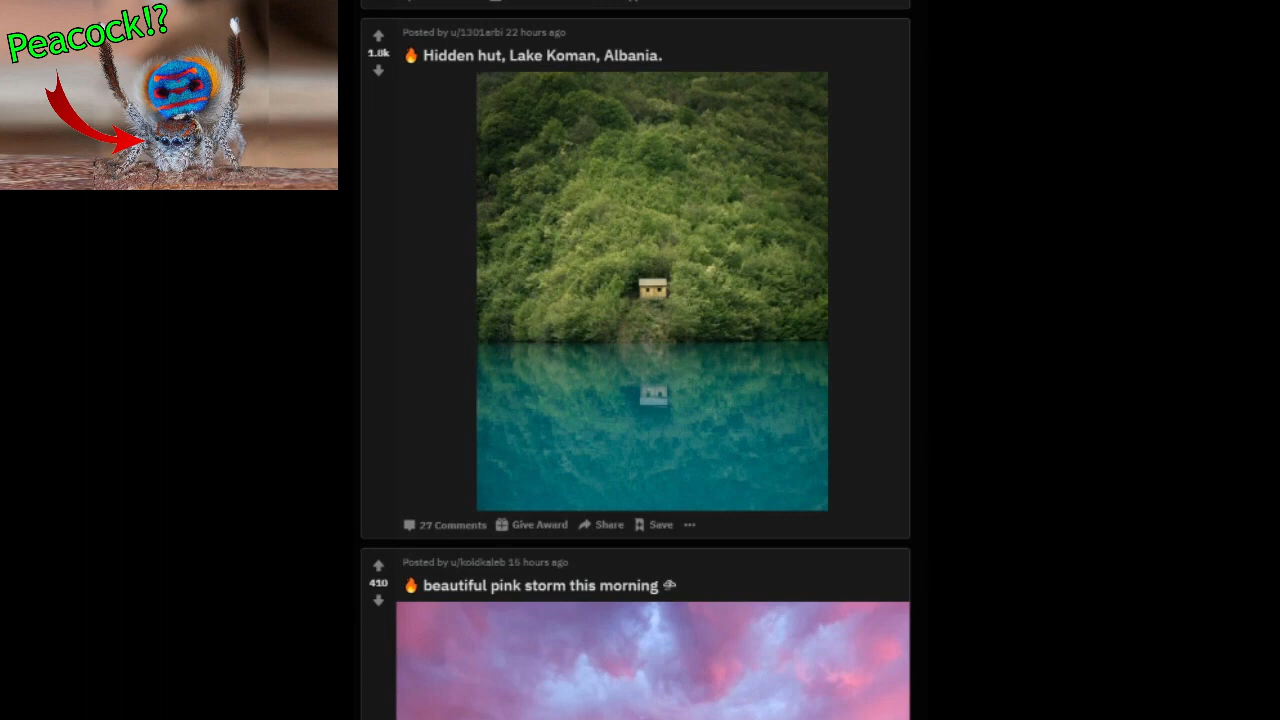 Peacock!?
Posted by u/1301arbi 22 hours ago
1.8k
🔥 Hidden hut, Lake Koman, Albania.
27 Comments Give Award Share Save ...
Posted by u/koldkaleb 15 hours ago
410
🔥 beautiful pink storm this morning 🌩